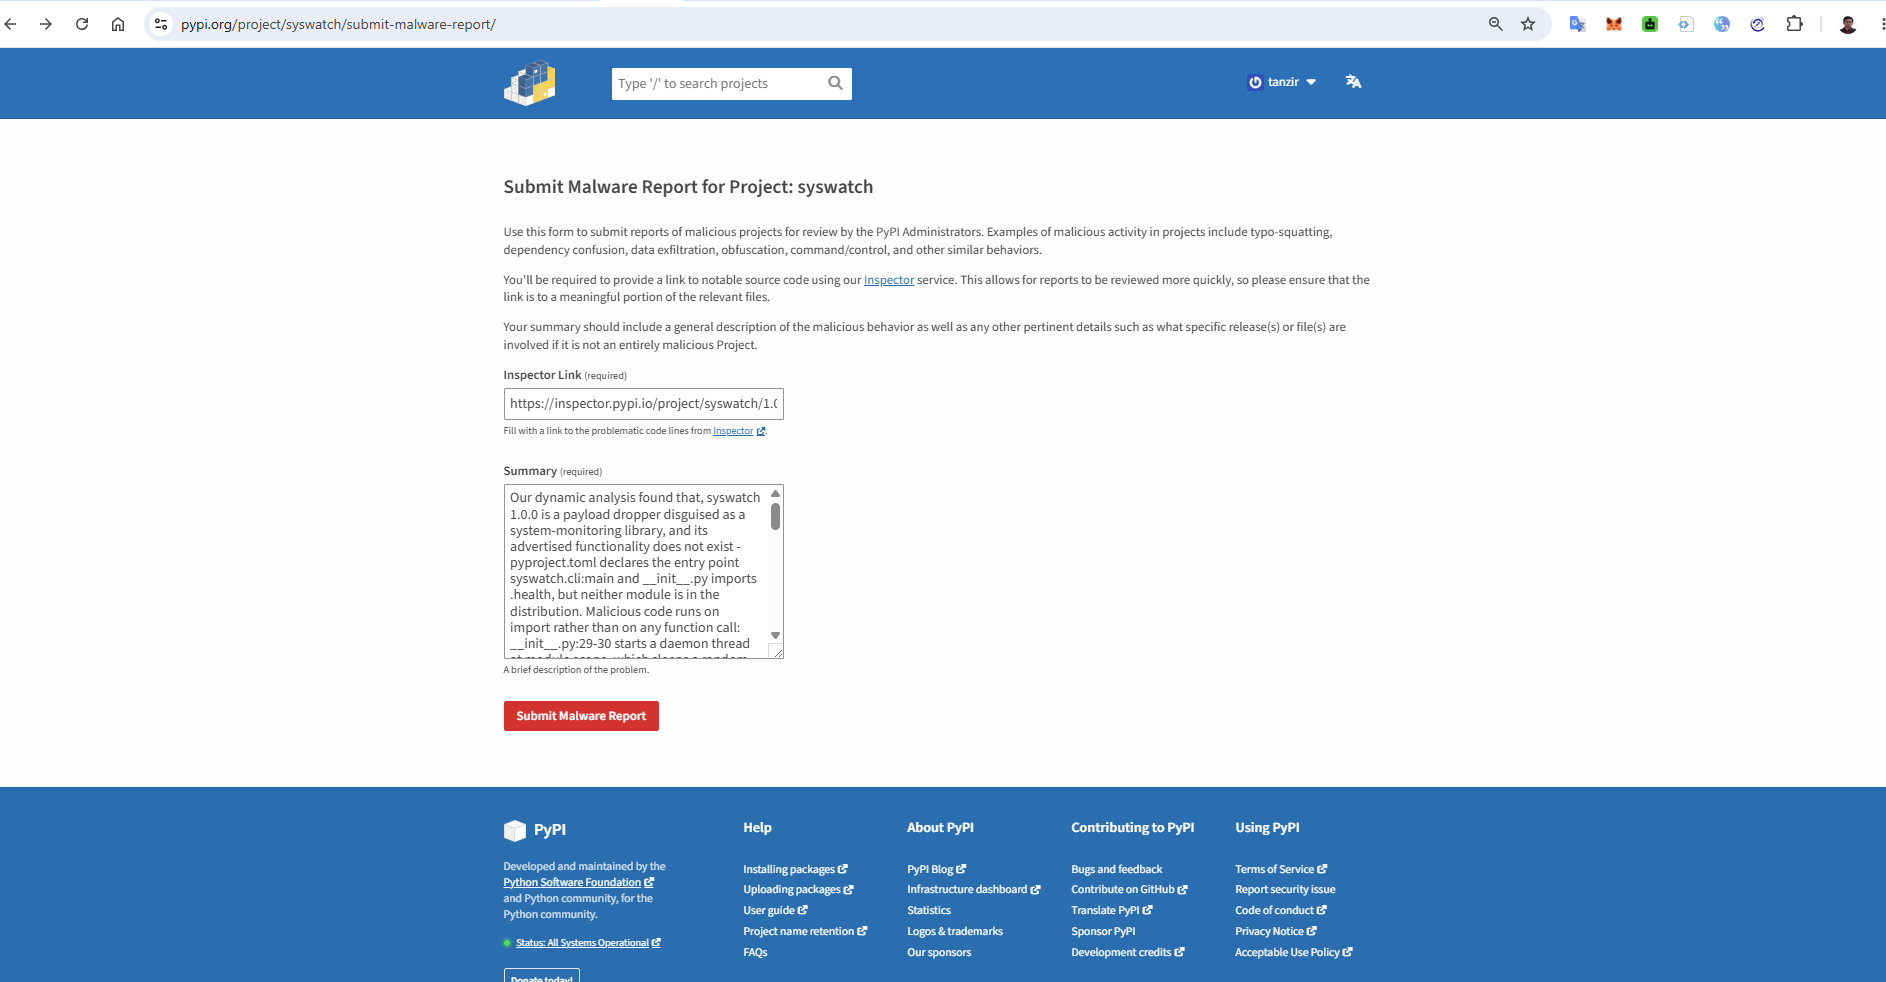 pypi.org/project/syswatch/submit-malware-report/
Type '/' to search projects
tanzir
Submit Malware Report for Project: syswatch
Use this form to submit reports of malicious projects for review by the PyPI Administrators. Examples of malicious activity in projects include typo-squatting,
dependency confusion, data exfiltration, obfuscation, command/control, and other similar behaviors.
You'll be required to provide a link to notable source code using our Inspector service. This allows for reports to be reviewed more quickly, so please ensure that the
link is to a meaningful portion of the relevant files.
Your summary should include a general description of the malicious behavior as well as any other pertinent details such as what specific release(s) or file(s) are
involved if it is not an entirely malicious Project.
Inspector Link (required)
https://inspector.pypi.io/project/syswatch/1.0
Fill with a link to the problematic code lines from Inspector.
Summary (required)
Our dynamic analysis found that, syswatch
1.0.0 is a payload dropper disguised as a
system-monitoring library, and its
advertised functionality does not exist -
pyproject.toml declares the entry point
syswatch.cli:main and __init__.py imports
.health, but neither module is in the
distribution. Malicious code runs on
import rather than on any function call:
__init__.py:29-30 starts a daemon thread
at module scope, which sleeps a random
A brief description of the problem.
Submit Malware Report
PyPI
Developed and maintained by the
Python Software Foundation
and Python community, for the
Python community.
Status: All Systems Operational
Donate today!
Help
Installing packages
Uploading packages
User guide
Project name retention
FAQs
About PyPI
PyPI Blog
Infrastructure dashboard
Statistics
Logos & trademarks
Our sponsors
Contributing to PyPI
Bugs and feedback
Contribute on GitHub
Translate PyPI
Sponsor PyPI
Development credits
Using PyPI
Terms of Service
Report security issue
Code of conduct
Privacy Notice
Acceptable Use Policy